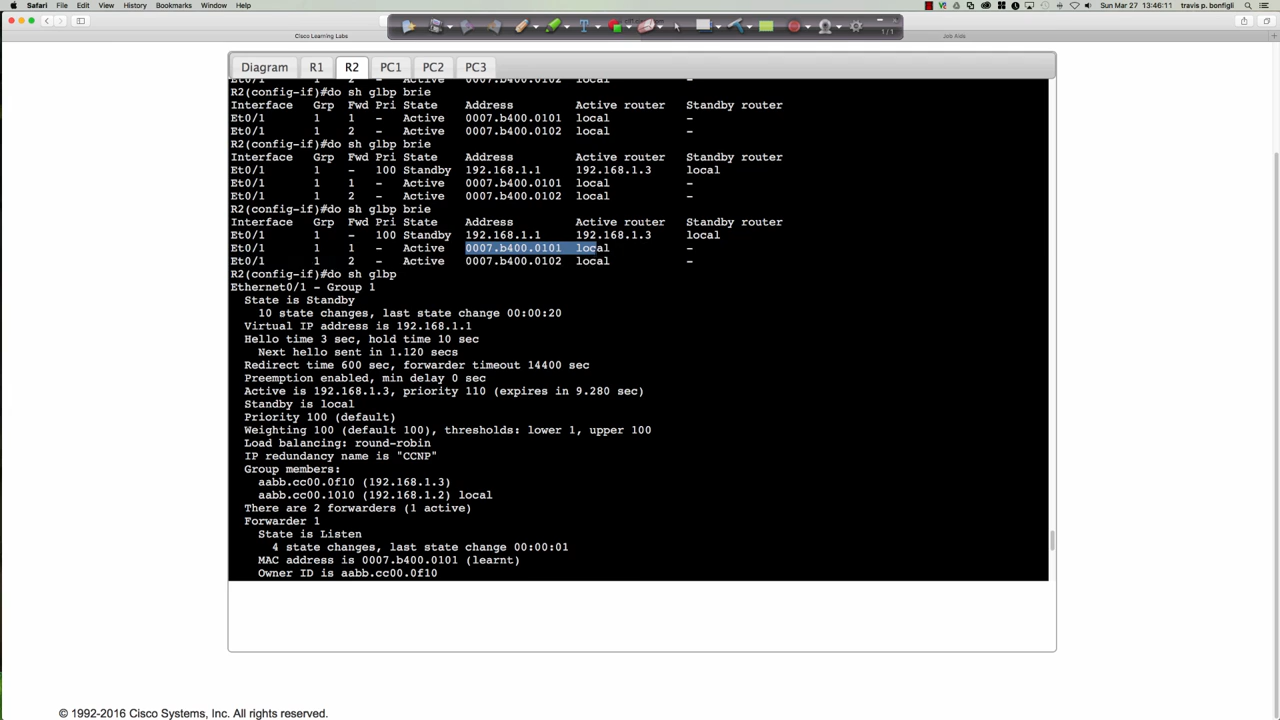 Safari File Edit View History Bookmarks Window Help Sun Mar 27 13:46:11 travis p. bonfigli
Cisco Learning Labs Job Aids
1/1
Diagram R1 R2 PC1 PC2 PC3
Et0/1 1 2 - Active 0007.b400.0102 local -
R2(config-if)#do sh glbp brie
Interface Grp Fwd Pri State Address Active router Standby router
Et0/1 1 1 - Active 0007.b400.0101 local -
Et0/1 1 2 - Active 0007.b400.0102 local -
R2(config-if)#do sh glbp brie
Interface Grp Fwd Pri State Address Active router Standby router
Et0/1 1 - 100 Standby 192.168.1.1 192.168.1.3 local
Et0/1 1 1 - Active 0007.b400.0101 local -
Et0/1 1 2 - Active 0007.b400.0102 local -
R2(config-if)#do sh glbp brie
Interface Grp Fwd Pri State Address Active router Standby router
Et0/1 1 - 100 Standby 192.168.1.1 192.168.1.3 local
Et0/1 1 1 - Active 0007.b400.0101 local -
Et0/1 1 2 - Active 0007.b400.0102 local -
R2(config-if)#do sh glbp
Ethernet0/1 - Group 1
State is Standby
10 state changes, last state change 00:00:20
Virtual IP address is 192.168.1.1
Hello time 3 sec, hold time 10 sec
Next hello sent in 1.120 secs
Redirect time 600 sec, forwarder timeout 14400 sec
Preemption enabled, min delay 0 sec
Active is 192.168.1.3, priority 110 (expires in 9.280 sec)
Standby is local
Priority 100 (default)
Weighting 100 (default 100), thresholds: lower 1, upper 100
Load balancing: round-robin
IP redundancy name is "CCNP"
Group members:
aabb.cc00.0f10 (192.168.1.3)
aabb.cc00.1010 (192.168.1.2) local
There are 2 forwarders (1 active)
Forwarder 1
State is Listen
4 state changes, last state change 00:00:01
MAC address is 0007.b400.0101 (learnt)
Owner ID is aabb.cc00.0f10
© 1992-2016 Cisco Systems, Inc. All rights reserved.